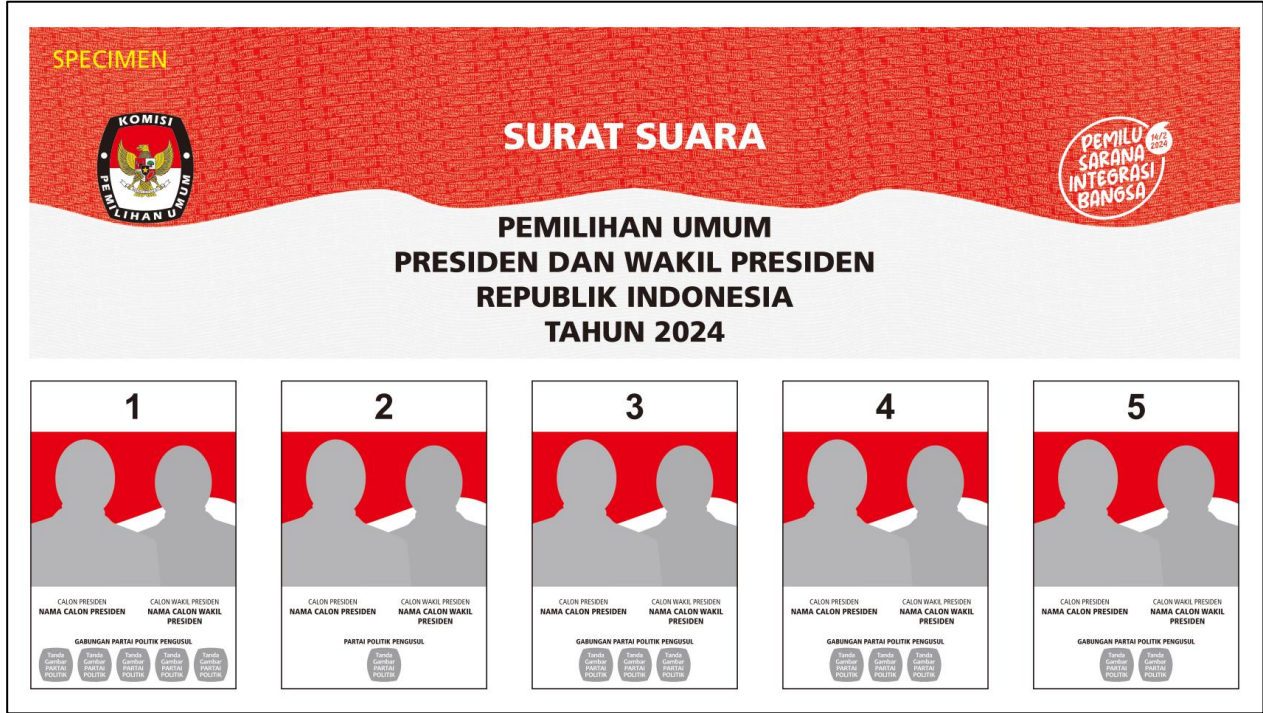 SPECIMEN
KOMISI
PEMILIHAN UMUM
SURAT SUARA
PEMILU
14/2
2024
SARANA
INTEGRASI
BANGSA
PEMILIHAN UMUM
PRESIDEN DAN WAKIL PRESIDEN
REPUBLIK INDONESIA
TAHUN 2024
1
CALON PRESIDEN
NAMA CALON PRESIDEN
CALON WAKIL PRESIDEN
NAMA CALON WAKIL
PRESIDEN
GABUNGAN PARTAI POLITIK PENGUSUL
Tanda
Gambar
PARTAI
POLITIK
Tanda
Gambar
PARTAI
POLITIK
Tanda
Gambar
PARTAI
POLITIK
Tanda
Gambar
PARTAI
POLITIK
Tanda
Gambar
PARTAI
POLITIK
2
CALON PRESIDEN
NAMA CALON PRESIDEN
CALON WAKIL PRESIDEN
NAMA CALON WAKIL
PRESIDEN
PARTAI POLITIK PENGUSUL
Tanda
Gambar
PARTAI
POLITIK
3
CALON PRESIDEN
NAMA CALON PRESIDEN
CALON WAKIL PRESIDEN
NAMA CALON WAKIL
PRESIDEN
GABUNGAN PARTAI POLITIK PENGUSUL
Tanda
Gambar
PARTAI
POLITIK
Tanda
Gambar
PARTAI
POLITIK
Tanda
Gambar
PARTAI
POLITIK
4
CALON PRESIDEN
NAMA CALON PRESIDEN
CALON WAKIL PRESIDEN
NAMA CALON WAKIL
PRESIDEN
GABUNGAN PARTAI POLITIK PENGUSUL
Tanda
Gambar
PARTAI
POLITIK
Tanda
Gambar
PARTAI
POLITIK
Tanda
Gambar
PARTAI
POLITIK
5
CALON PRESIDEN
NAMA CALON PRESIDEN
CALON WAKIL PRESIDEN
NAMA CALON WAKIL
PRESIDEN
GABUNGAN PARTAI POLITIK PENGUSUL
Tanda
Gambar
PARTAI
POLITIK
Tanda
Gambar
PARTAI
POLITIK